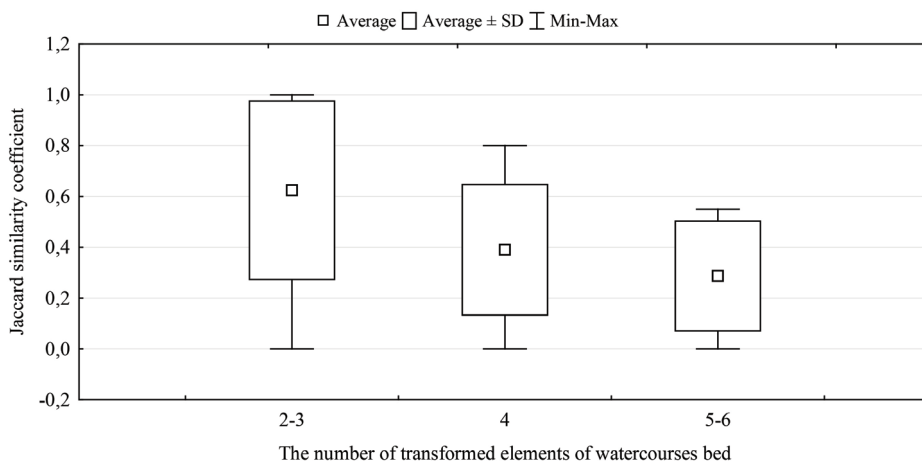 Average Average ± SD Min-Max
1,2
1,0
0,8
0,6
0,4
0,2
0,0
-0,2
Jaccard similarity coefficient
2-3 4 5-6
The number of transformed elements of watercourses bed